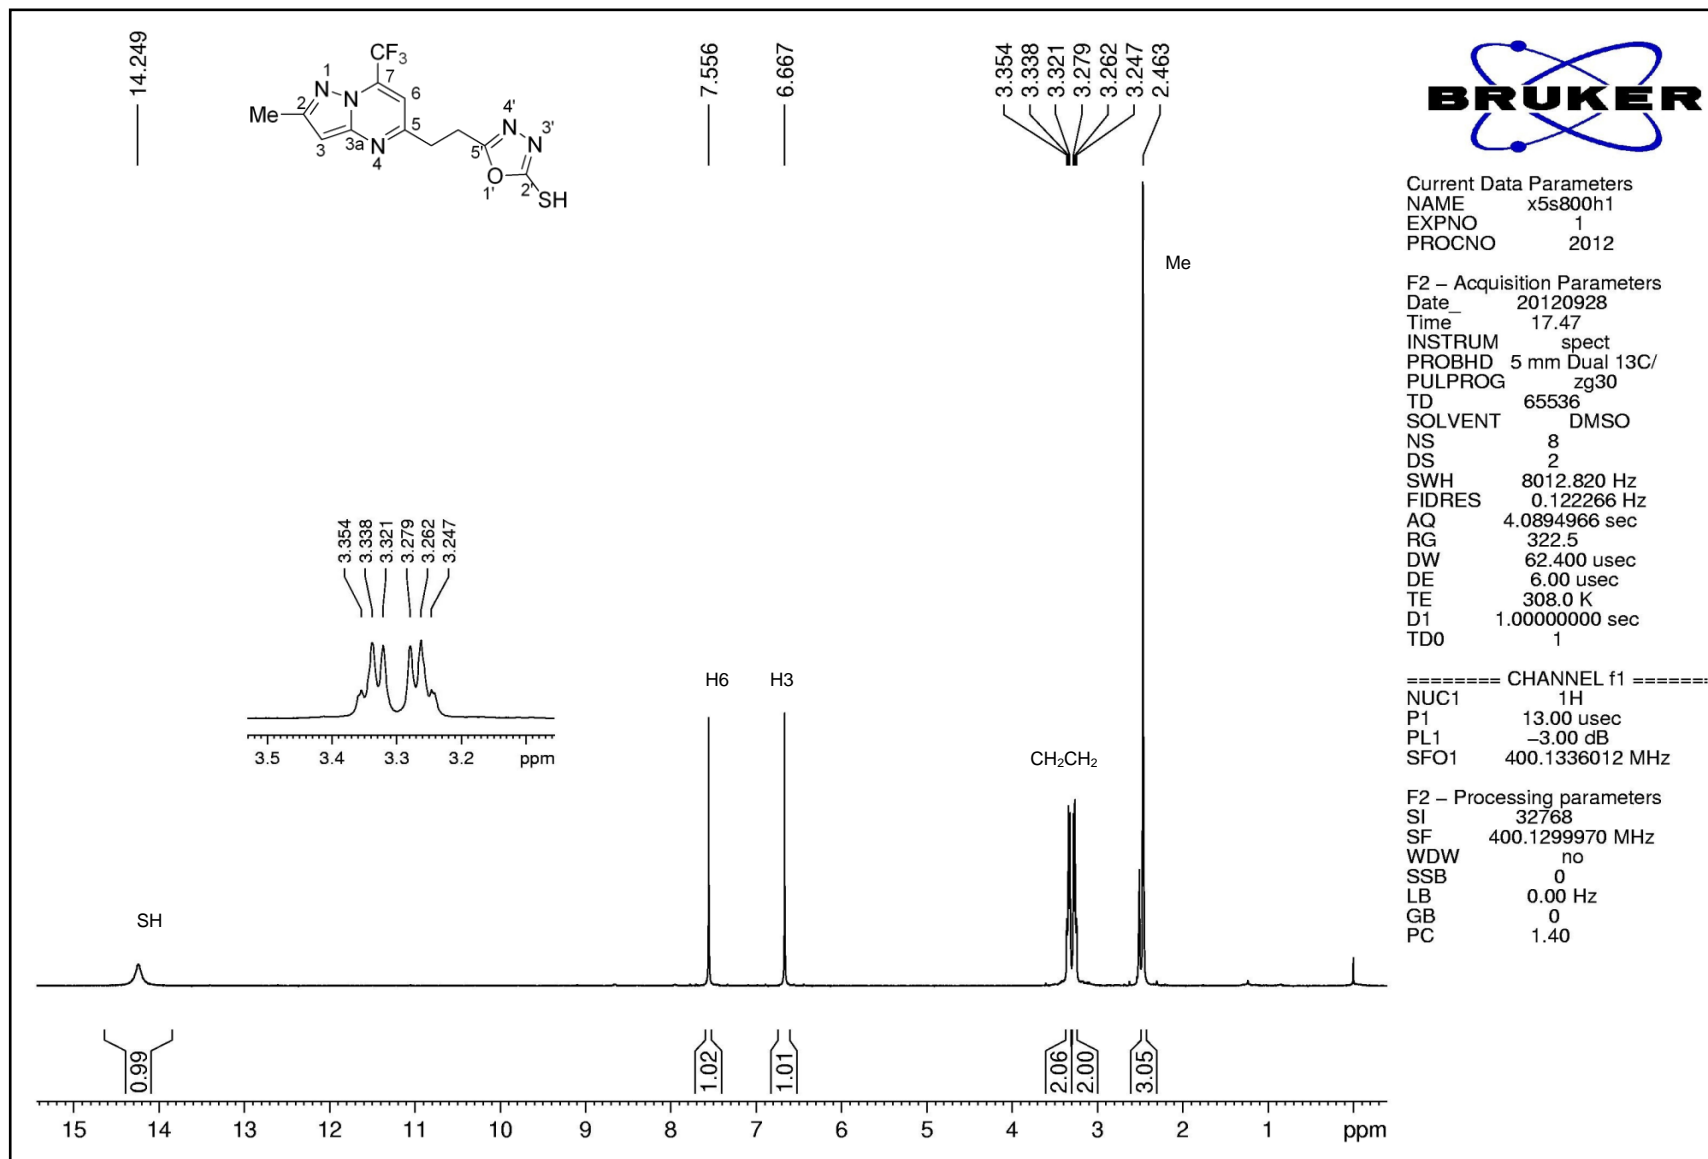 14.249
7.556
6.667
3.354
3.338
3.321
3.279
3.262
3.247
2.463
CF3
1
N
7
6
Me
2
N
3
3a
N
4
5
4'
N
3'
N
5'
O
1'
2'
SH
BRUKER
Me
Current Data Parameters
NAME x5s800h1
EXPNO 1
PROCNO 2012
F2 – Acquisition Parameters
Date_ 20120928
Time 17.47
INSTRUM spect
PROBHD 5 mm Dual 13C/
PULPROG zg30
TD 65536
SOLVENT DMSO
NS 8
DS 2
SWH 8012.820 Hz
FIDRES 0.122266 Hz
AQ 4.0894966 sec
RG 322.5
DW 62.400 usec
DE 6.00 usec
TE 308.0 K
D1 1.00000000 sec
TD0 1
======== CHANNEL f1 =======
NUC1 1H
P1 13.00 usec
PL1 –3.00 dB
SFO1 400.1336012 MHz
F2 – Processing parameters
SI 32768
SF 400.1299970 MHz
WDW no
SSB 0
LB 0.00 Hz
GB 0
PC 1.40
3.354
3.338
3.321
3.279
3.262
3.247
3.5 3.4 3.3 3.2 ppm
H6 H3
CH₂CH₂
SH
0.99 1.02 1.01 2.06 2.00 3.05
15 14 13 12 11 10 9 8 7 6 5 4 3 2 1 ppm